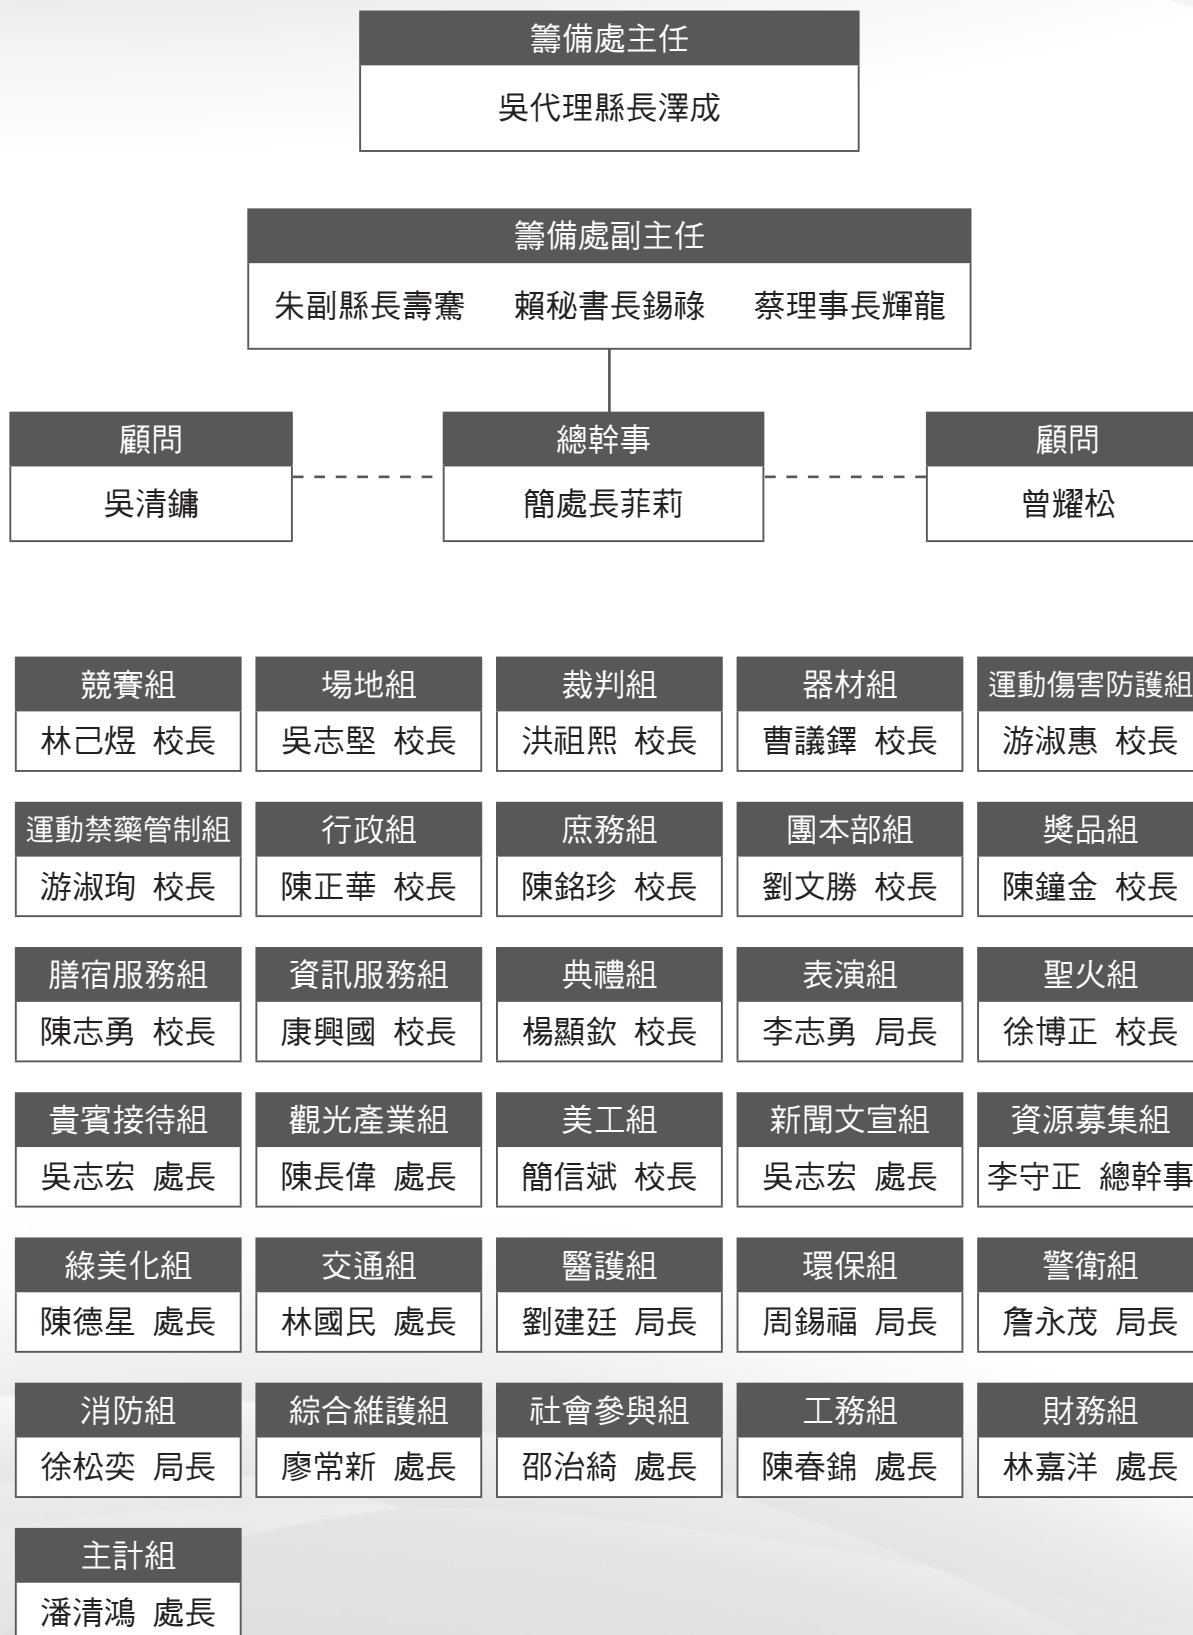 籌備處主任
吳代理縣長澤成
籌備處副主任
朱副縣長壽騫 賴秘書長錫祿 蔡理事長輝龍
顧問 總幹事 顧問
吳清鏞 簡處長菲莉 曾耀松
競賽組 場地組 裁判組 器材組 運動傷害防護組
林己煜 校長 吳志堅 校長 洪祖熙 校長 曹議鐸 校長 游淑惠 校長
運動禁藥管制組 行政組 庶務組 團本部組 獎品組
游淑珣 校長 陳正華 校長 陳銘珍 校長 劉文勝 校長 陳鐘金 校長
膳宿服務組 資訊服務組 典禮組 表演組 聖火組
陳志勇 校長 康興國 校長 楊顯欽 校長 李志勇 局長 徐博正 校長
貴賓接待組 觀光產業組 美工組 新聞文宣組 資源募集組
吳志宏 處長 陳長偉 處長 簡信斌 校長 吳志宏 處長 李守正 總幹事
綠美化組 交通組 醫護組 環保組 警衛組
陳德星 處長 林國民 處長 劉建廷 局長 周錫福 局長 詹永茂 局長
消防組 綜合維護組 社會參與組 工務組 財務組
徐松奕 局長 廖常新 處長 邵治綺 處長 陳春錦 處長 林嘉洋 處長
主計組
潘清鴻 處長